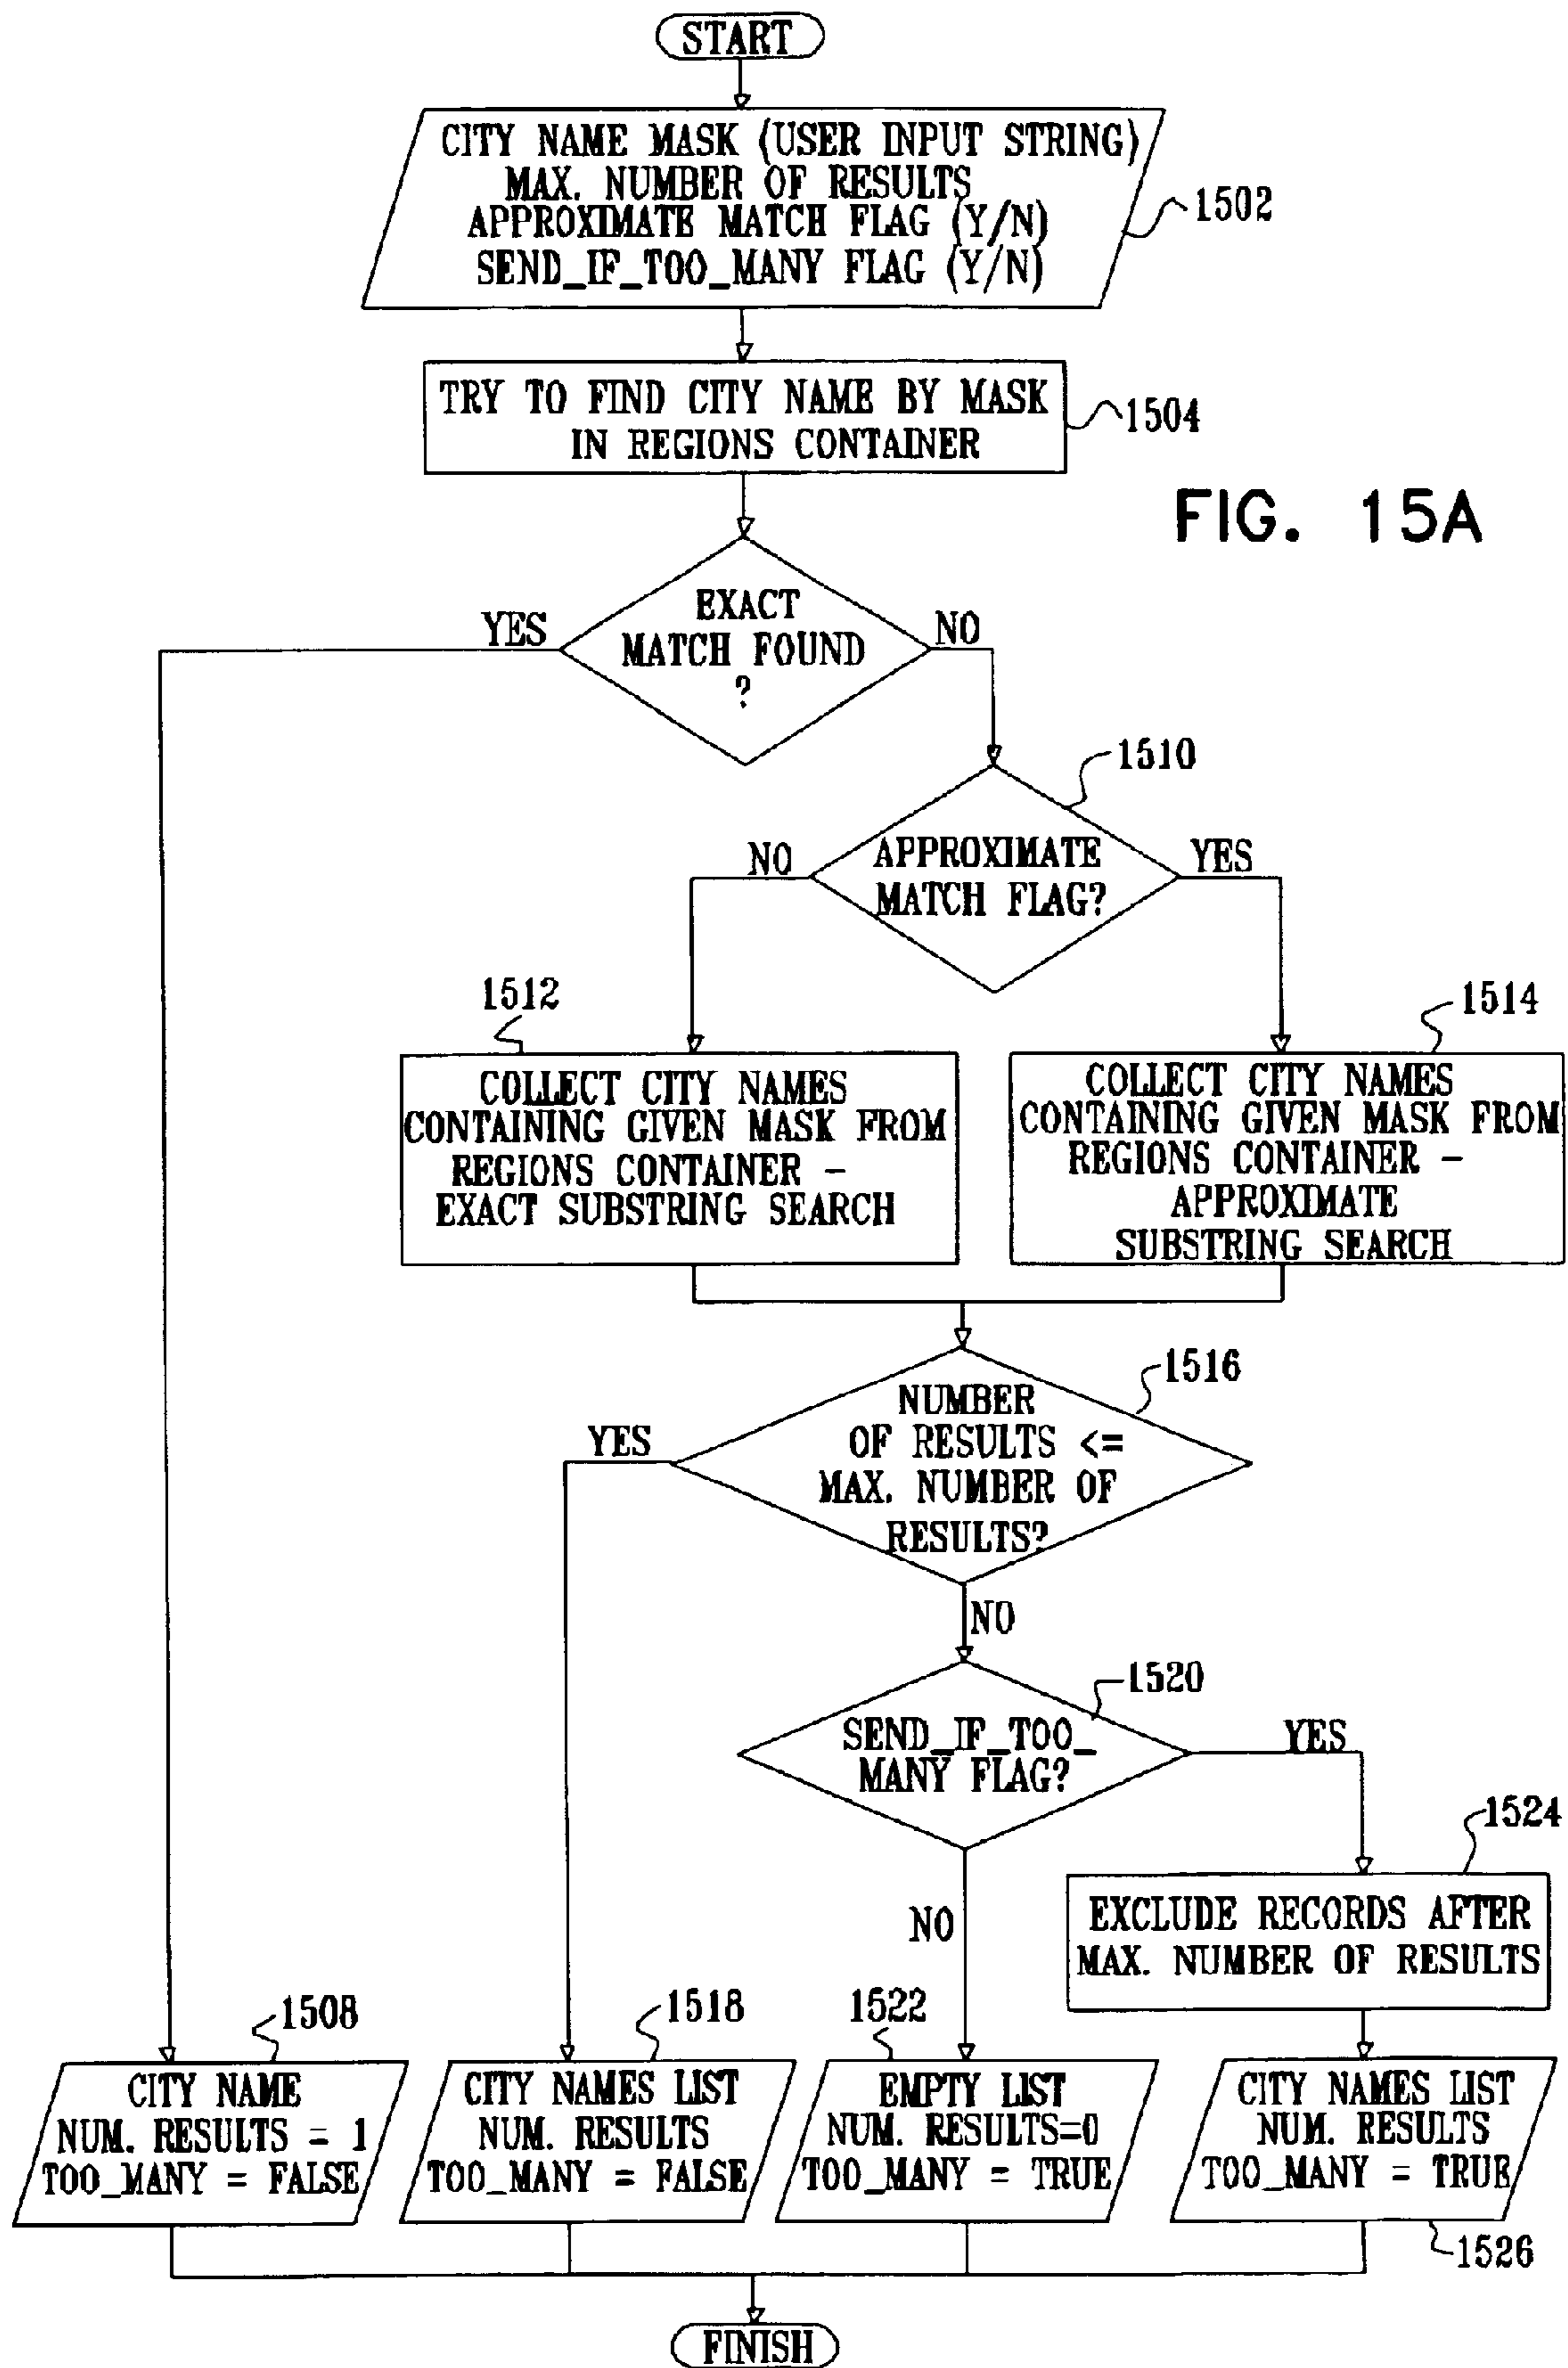 START
CITY NAME MASK (USER INPUT STRING)
MAX. NUMBER OF RESULTS
APPROXIMATE MATCH FLAG (Y/N)
SEND_IF_TOO_MANY FLAG (Y/N)
1502
TRY TO FIND CITY NAME BY MASK
IN REGIONS CONTAINER
1504
FIG. 15A
EXACT
MATCH FOUND
?
YES
NO
1510
APPROXIMATE
MATCH FLAG?
NO
YES
1512
COLLECT CITY NAMES
CONTAINING GIVEN MASK FROM
REGIONS CONTAINER -
EXACT SUBSTRING SEARCH
1514
COLLECT CITY NAMES
CONTAINING GIVEN MASK FROM
REGIONS CONTAINER -
APPROXIMATE
SUBSTRING SEARCH
1516
NUMBER
OF RESULTS <=
MAX. NUMBER OF
RESULTS?
YES
NO
1520
SEND_IF_TOO_
MANY FLAG?
YES
NO
1524
EXCLUDE RECORDS AFTER
MAX. NUMBER OF RESULTS
1508
CITY NAME
NUM. RESULTS = 1
TOO_MANY = FALSE
1518
CITY NAMES LIST
NUM. RESULTS
TOO_MANY = FALSE
1522
EMPTY LIST
NUM. RESULTS=0
TOO_MANY = TRUE
CITY NAMES LIST
NUM. RESULTS
TOO_MANY = TRUE
1526
FINISH